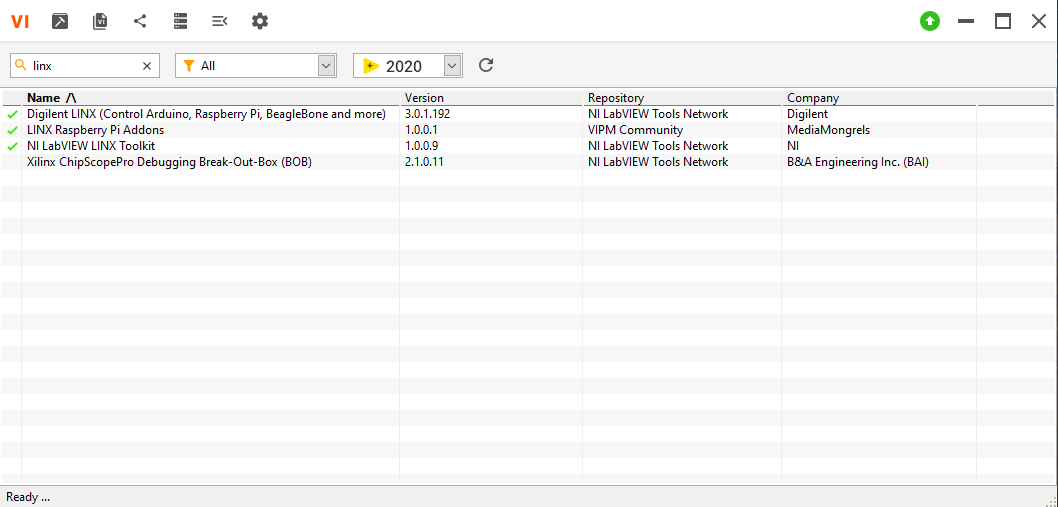 VI
linx All 2020
Name /\ Version Repository Company
Digilent LINX (Control Arduino, Raspberry Pi, BeagleBone and more) 3.0.1.192 NI LabVIEW Tools Network Digilent
LINX Raspberry Pi Addons 1.0.0.1 VIPM Community MediaMongrels
NI LabVIEW LINX Toolkit 1.0.0.9 NI LabVIEW Tools Network NI
Xilinx ChipScopePro Debugging Break-Out-Box (BOB) 2.1.0.11 NI LabVIEW Tools Network B&A Engineering Inc. (BAI)
Ready ...